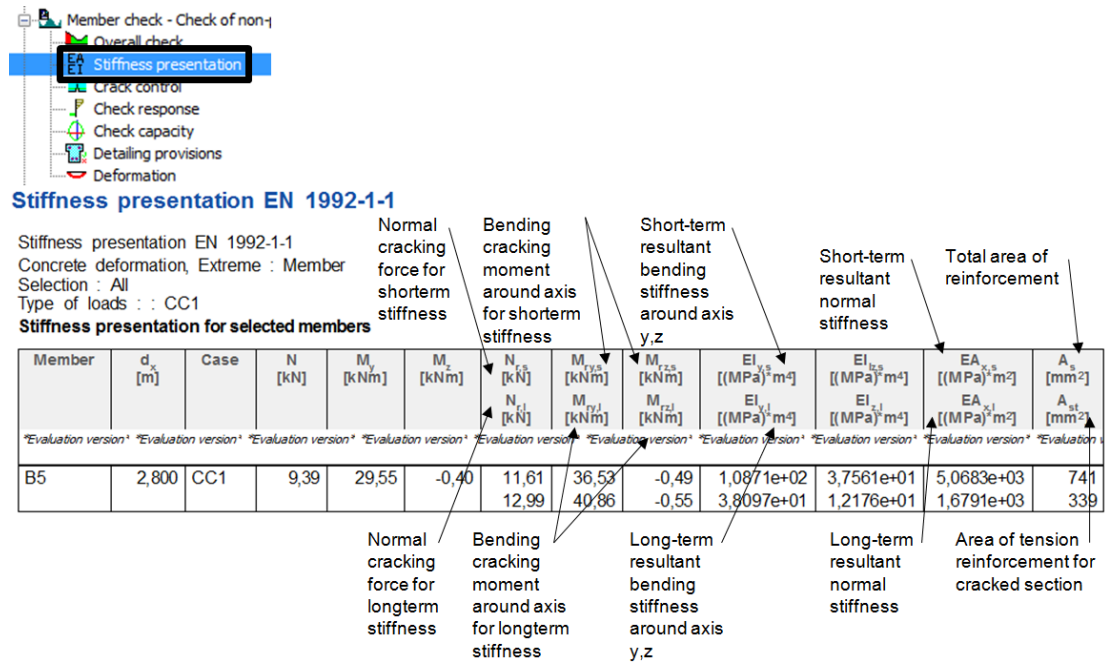 Member check - Check of non-p
Overall check
EA
EI Stiffness presentation
Crack control
Check response
Check capacity
Detailing provisions
Deformation
Stiffness presentation EN 1992-1-1
Stiffness presentation EN 1992-1-1
Concrete deformation, Extreme : Member
Selection : All
Type of loads : : CC1
Stiffness presentation for selected members
Normal
cracking
force for
shorterm
stiffness
Bending
cracking
moment
around axis
for shorterm
stiffness
Short-term
resultant
bending
stiffness
around axis
y,z
Short-term
resultant
normal
stiffness
Total area of
reinforcement
Member dx Case N My Mz Nr,s Mry,s Mrz,s EIy,s EIIz,s EAx,s As
[m] [kN] [kNm] [kNm] [kN] [kNm] [kNm] [(MPa)*m4] [(MPa)*m4] [(MPa)*m2] [mm2]
Nr,l Mry,l Mrz,l EIy,l EIz,l EAx,l Ast
[kN] [kNm] [kNm] [(MPa)*m4] [(MPa)*m4] [(MPa)*m2] [mm2]
*Evaluation version* *Evaluation version* *Evaluation version* *Evaluation version* *Evaluation version* *Evaluation version* *Evaluation version* *Evaluation version* *Evaluation version* *Evaluation v
B5 2,800 CC1 9,39 29,55 -0,40 11,61 36,53 -0,49 1,0871e+02 3,7561e+01 5,0683e+03 741
12,99 40,86 -0,55 3,8097e+01 1,2176e+01 1,6791e+03 339
Normal
cracking
force for
longterm
stiffness
Bending
cracking
moment
around axis
for longterm
stiffness
Long-term
resultant
bending
stiffness
around axis
y,z
Long-term
resultant
normal
stiffness
Area of tension
reinforcement for
cracked section